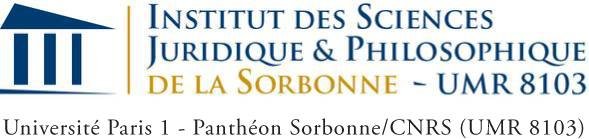 INSTITUT DES SCIENCES
JURIDIQUE & PHILOSOPHIQUE
DE LA SORBONNE - UMR 8103
Université Paris 1 - Panthéon Sorbonne/CNRS (UMR 8103)